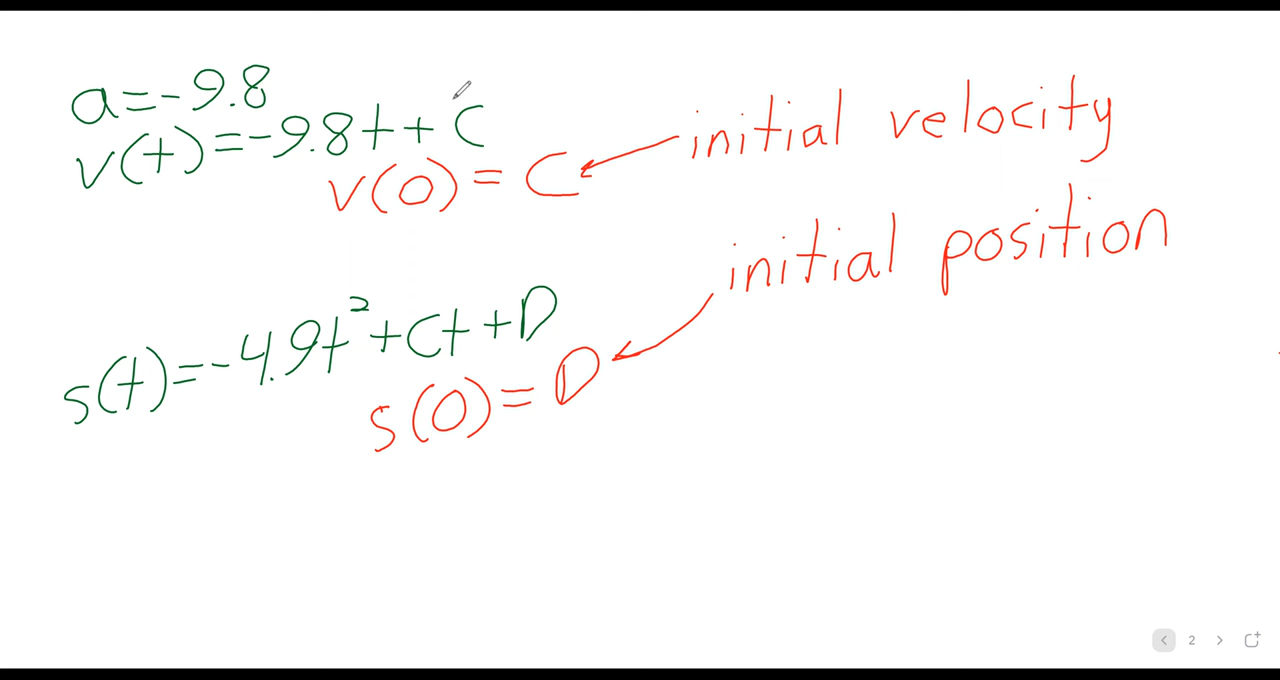 a = -9.8
v(t) = -9.8t + C
v(0) = C
initial velocity
initial position
s(t) = -4.9t² + Ct + D
s(0) = D
2